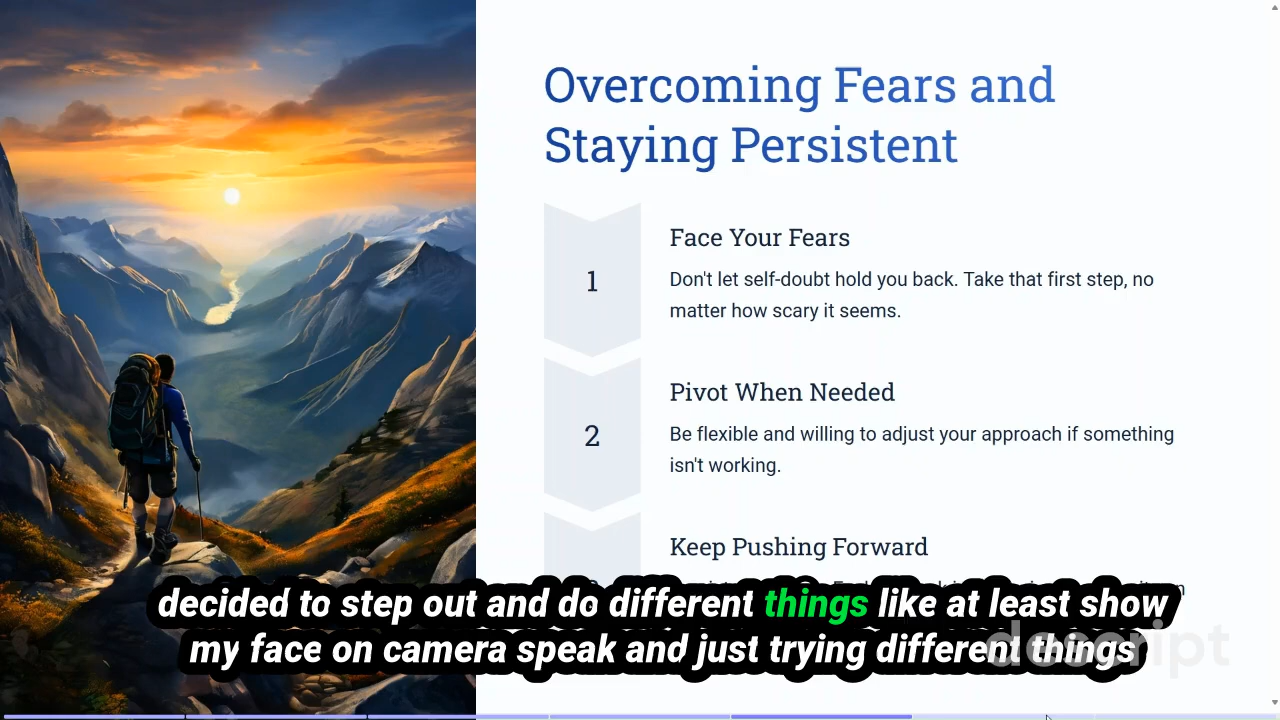 Overcoming Fears and
Staying Persistent
1
Face Your Fears
Don't let self-doubt hold you back. Take that first step, no
matter how scary it seems.
2
Pivot When Needed
Be flexible and willing to adjust your approach if something
isn't working.
Keep Pushing Forward
decided to step out and do different things like at least show
my face on camera speak and just trying different things
descript